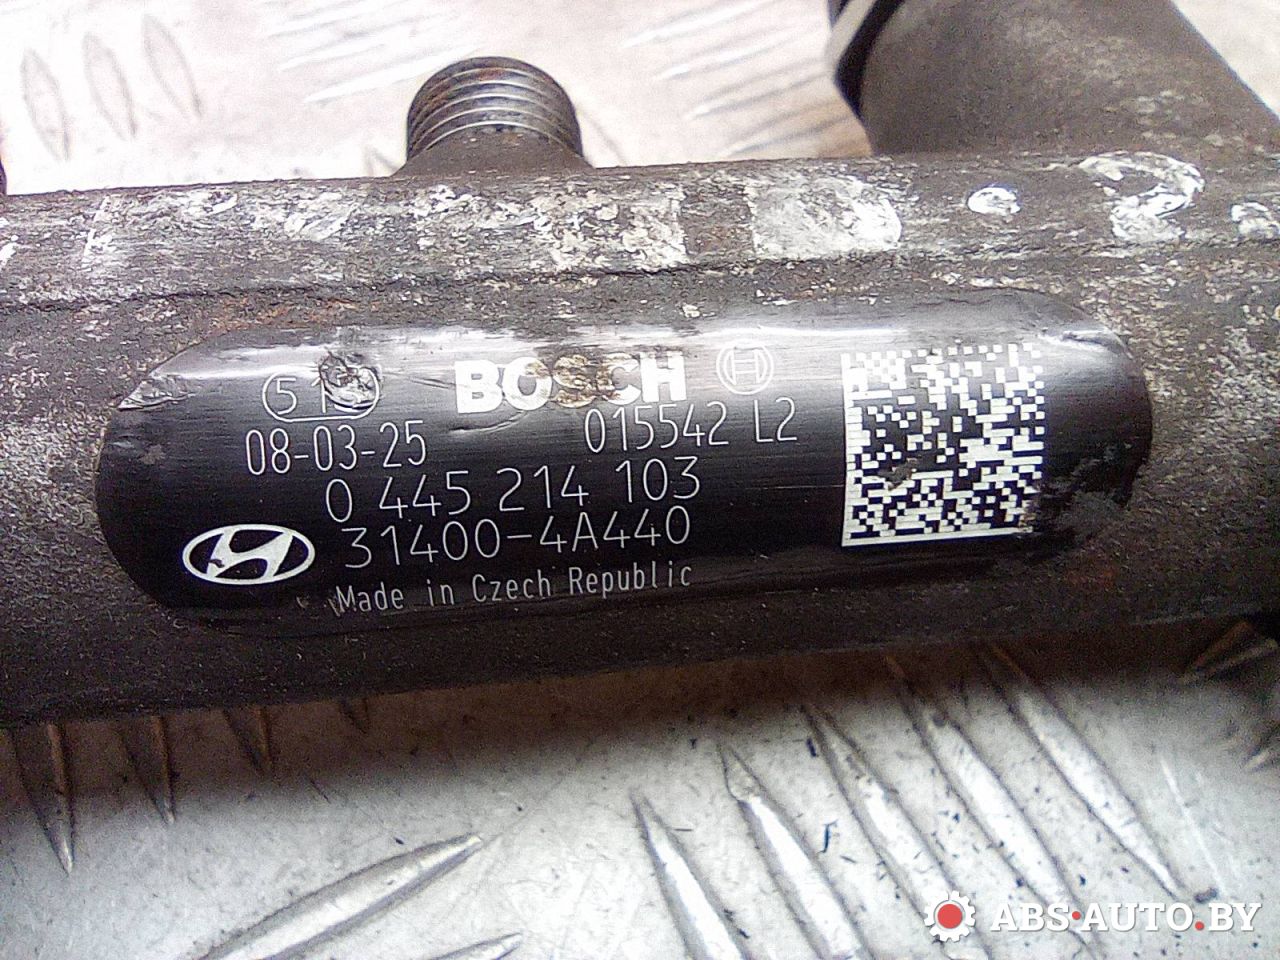 BOSCH
08-03-25 015542 L2
0 445 214 103
31400-4A440
Made in Czech Republic
ABS-AUTO.BY